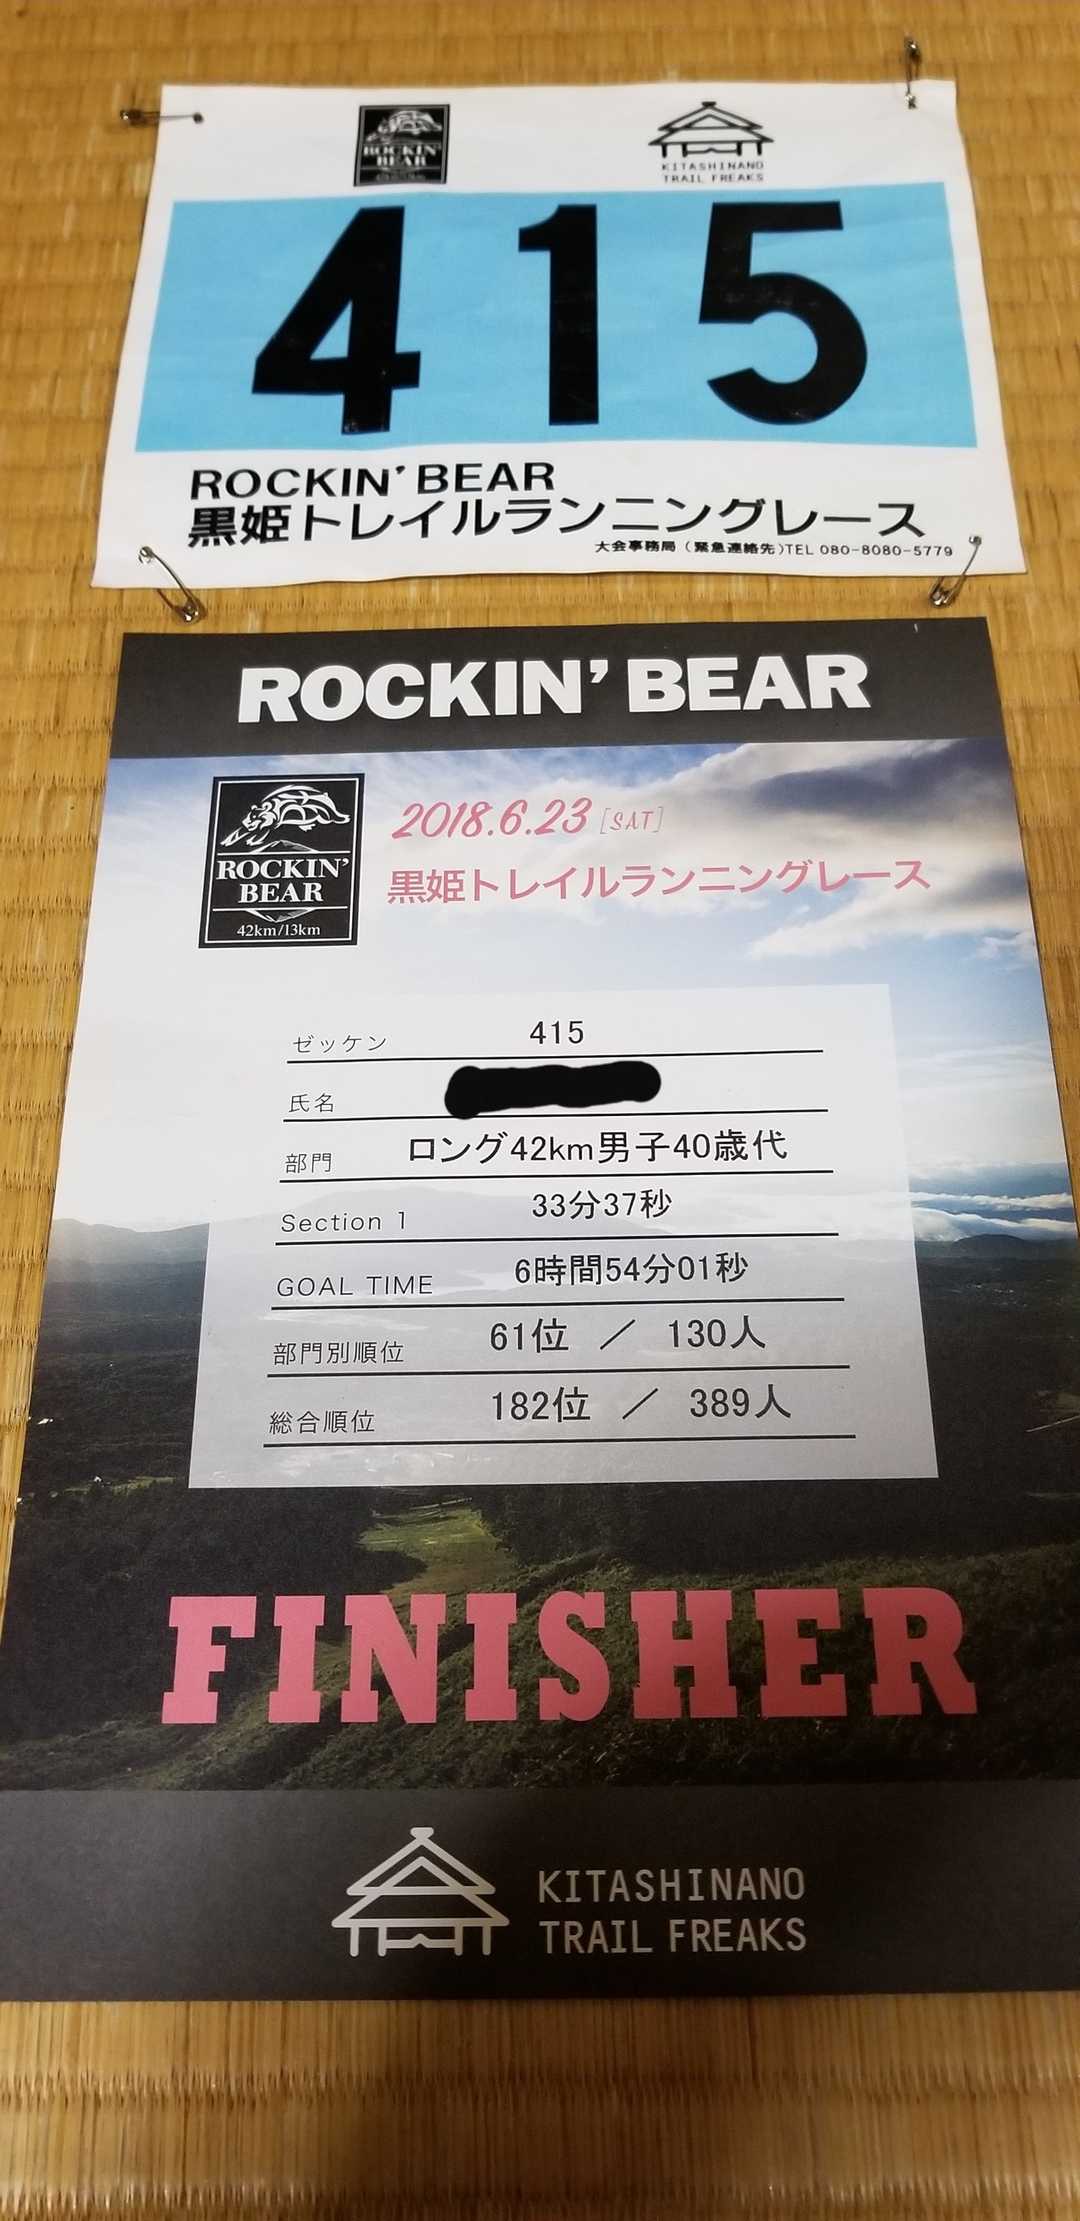 ROCKIN'
BEAR
KITASHINANO
TRAIL FREAKS
415
ROCKIN' BEAR
黒姫トレイルランニングレース
大会事務局（緊急連絡先）TEL 080-8080-5779
ROCKIN' BEAR
ROCKIN'
BEAR
42km/13km
2018.6.23 [SAT]
黒姫トレイルランニングレース
ゼッケン 415
氏名
部門 ロング42km男子40歳代
Section 1 33分37秒
GOAL TIME 6時間54分01秒
部門別順位 61位 ／ 130人
総合順位 182位 ／ 389人
FINISHER
KITASHINANO
TRAIL FREAKS